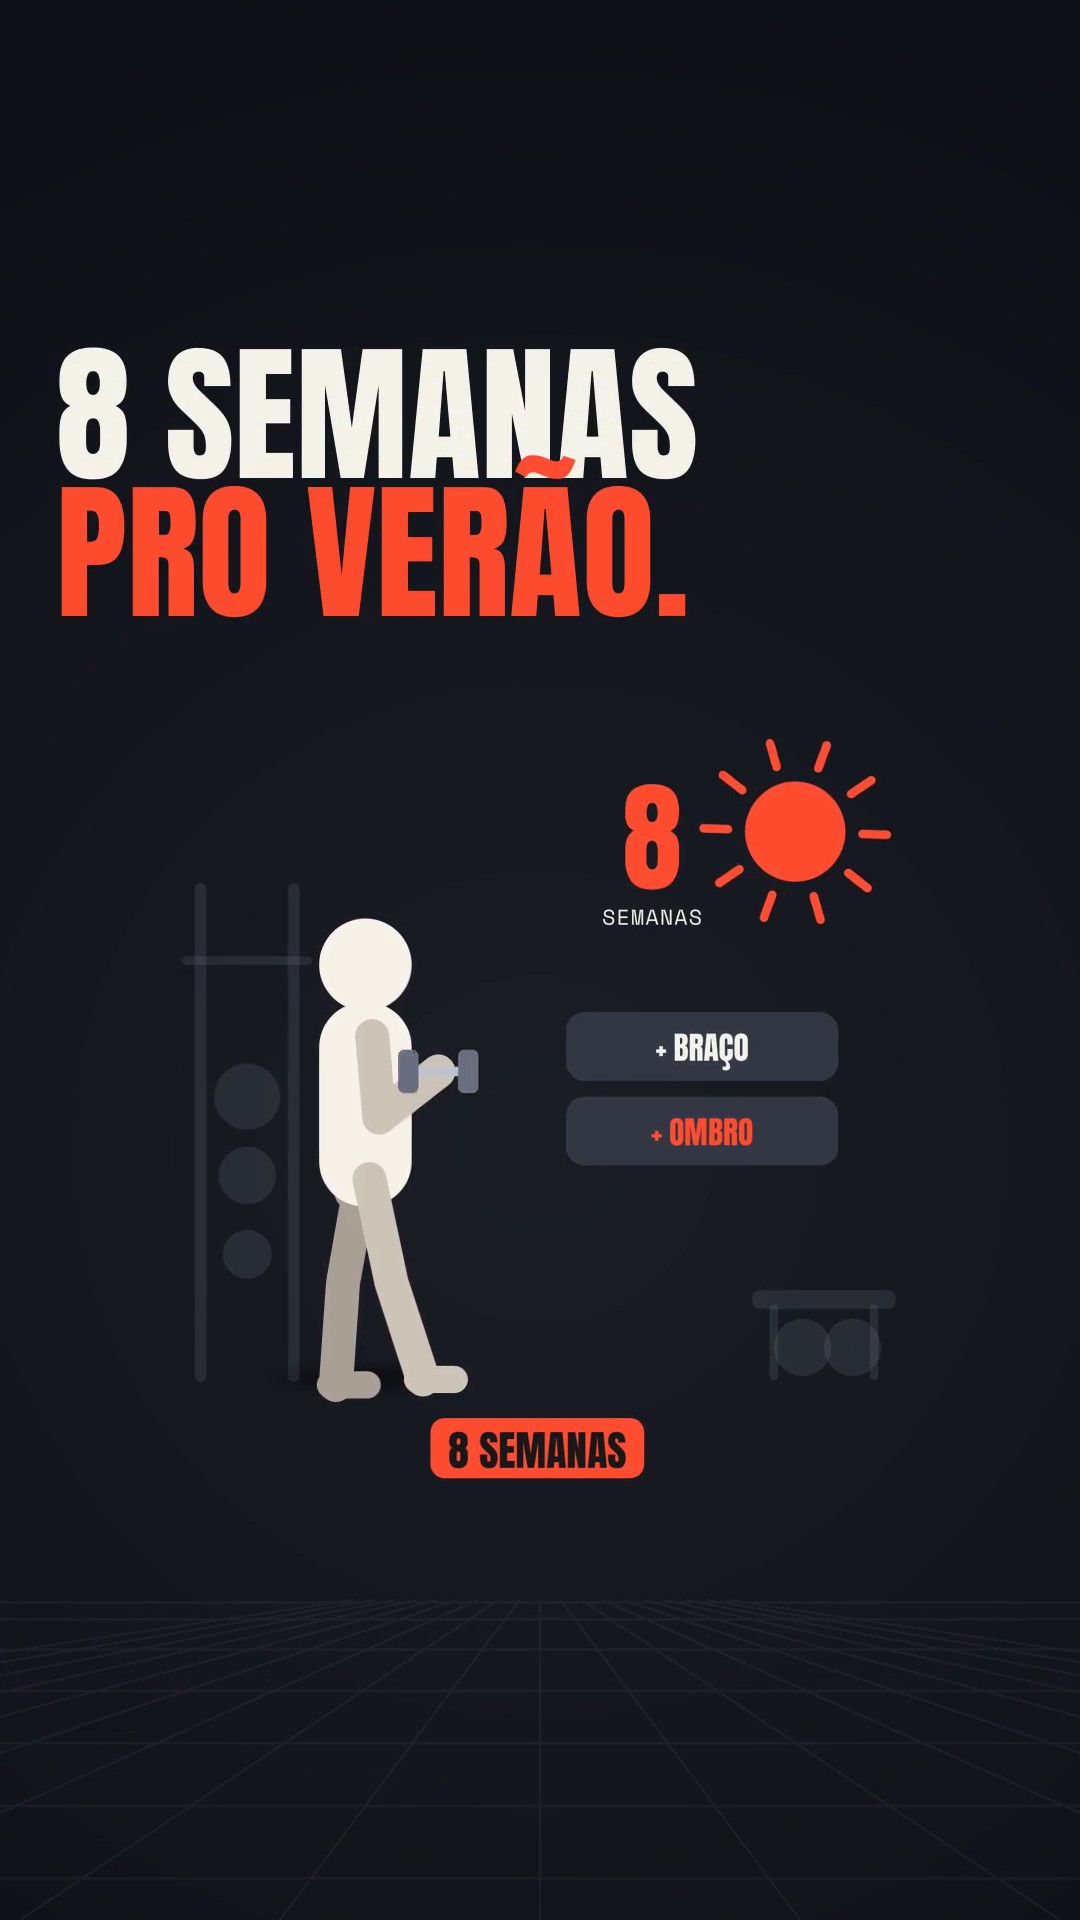 8 SEMANAS
PRO VERÃO.
8
SEMANAS
+ BRAÇO
+ OMBRO
8 SEMANAS